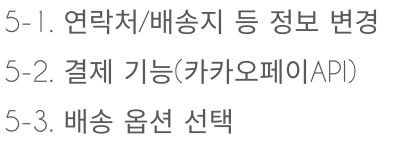 5-1. 연락처/배송지 등 정보 변경
5-2. 결제 기능(카카오페이API)
5-3. 배송 옵션 선택